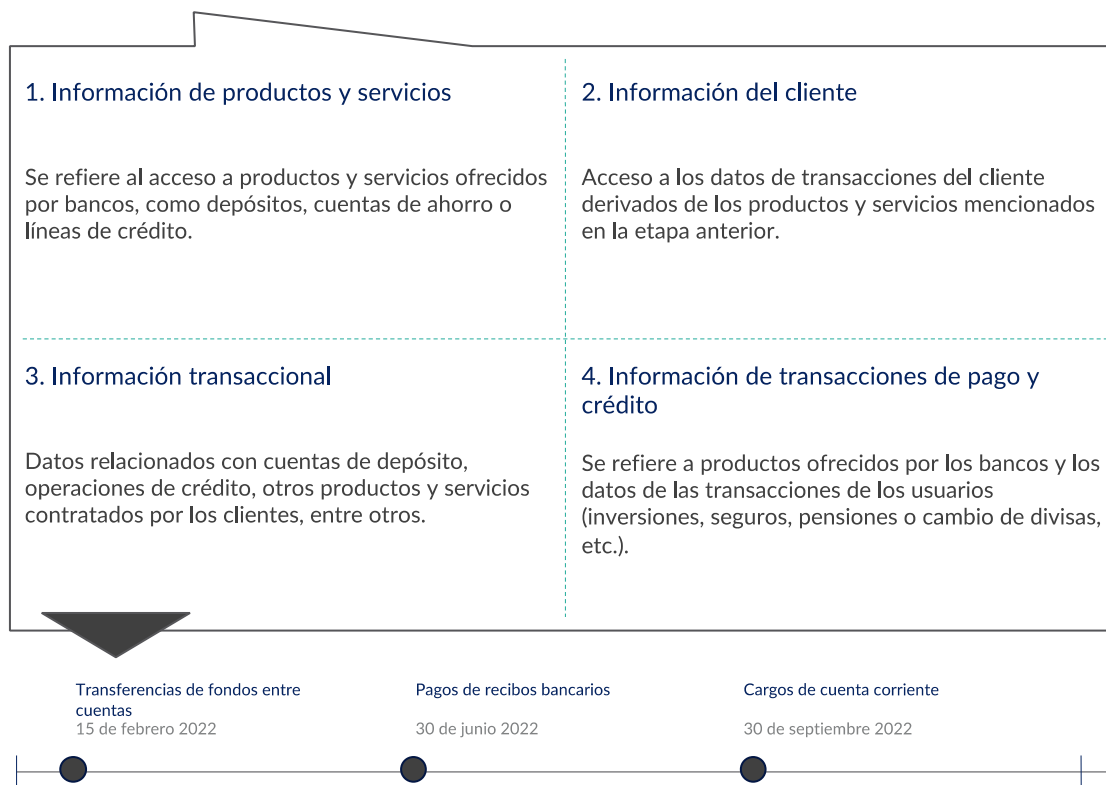 1. Información de productos y servicios
Se refiere al acceso a productos y servicios ofrecidos
por bancos, como depósitos, cuentas de ahorro o
líneas de crédito.
2. Información del cliente
Acceso a los datos de transacciones del cliente
derivados de los productos y servicios mencionados
en la etapa anterior.
3. Información transaccional
Datos relacionados con cuentas de depósito,
operaciones de crédito, otros productos y servicios
contratados por los clientes, entre otros.
4. Información de transacciones de pago y
crédito
Se refiere a productos ofrecidos por los bancos y los
datos de las transacciones de los usuarios
(inversiones, seguros, pensiones o cambio de divisas,
etc.).
Transferencias de fondos entre
cuentas
15 de febrero 2022
Pagos de recibos bancarios
30 de junio 2022
Cargos de cuenta corriente
30 de septiembre 2022